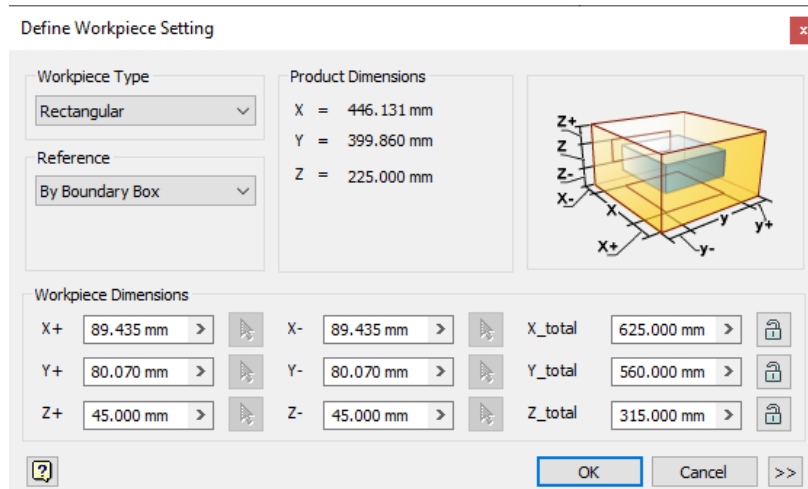 Define Workpiece Setting
x
Workpiece Type
Rectangular
Reference
By Boundary Box
Product Dimensions
X = 446.131 mm
Y = 399.860 mm
Z = 225.000 mm
Z+
Z
Z-
X-
X
X+
y-
y
y+
Workpiece Dimensions
X+ 89.435 mm > X- 89.435 mm > X_total 625.000 mm >
Y+ 80.070 mm > Y- 80.070 mm > Y_total 560.000 mm >
Z+ 45.000 mm > Z- 45.000 mm > Z_total 315.000 mm >
? OK Cancel >>